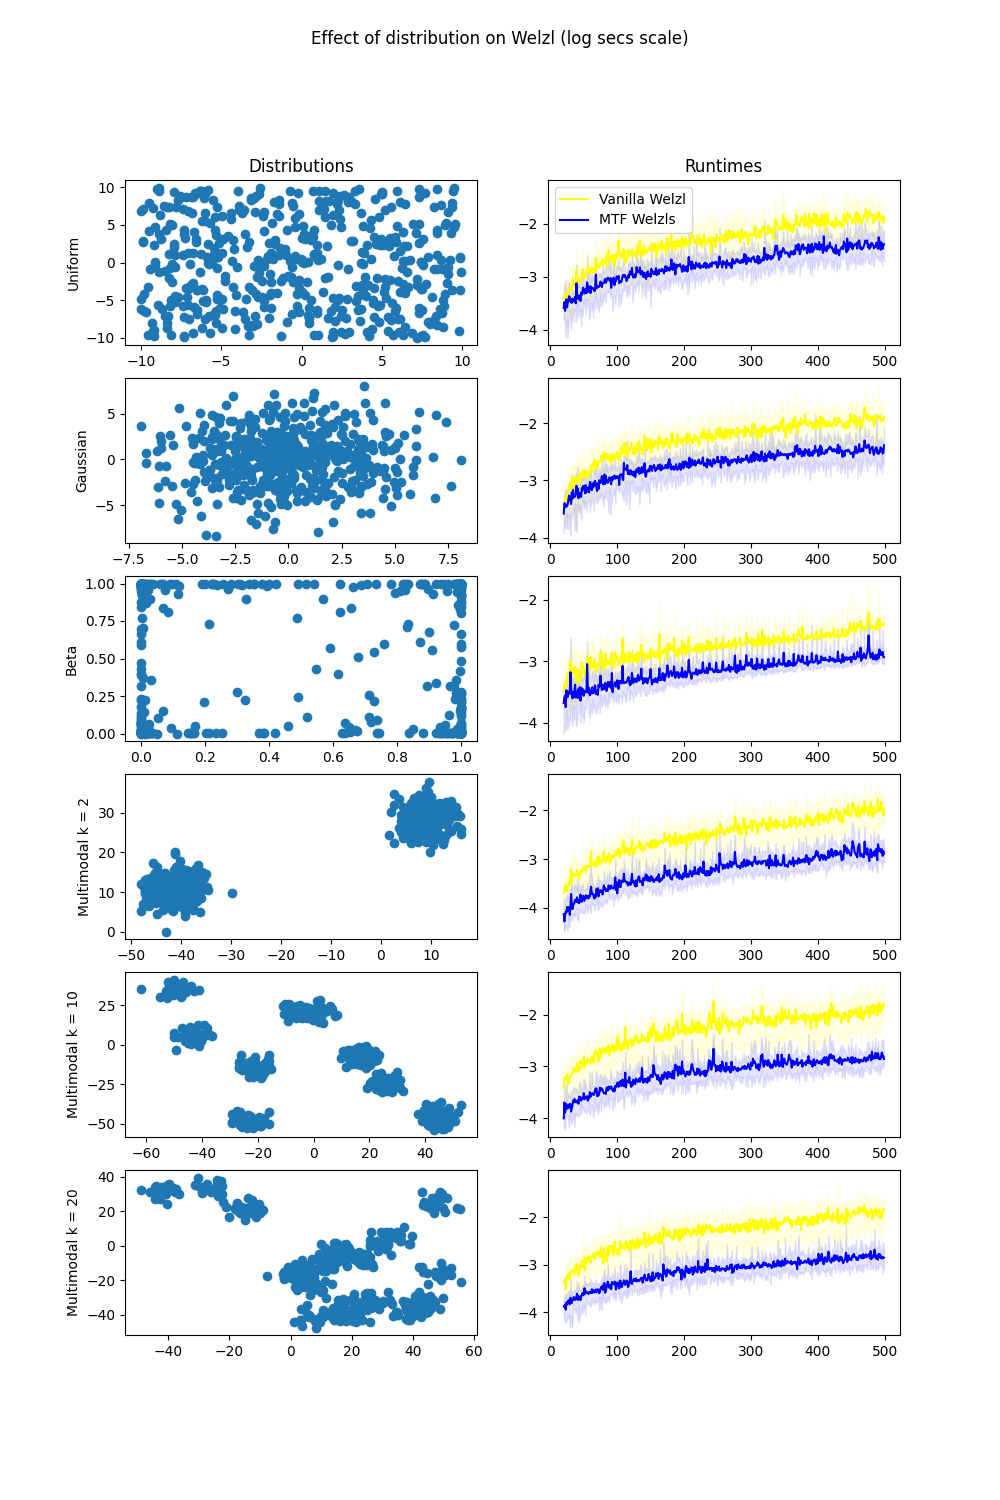 Effect of distribution on Welzl (log secs scale)
Distributions
Runtimes
Uniform
10
5
0
−5
−10
−10 −5 0 5 10
Vanilla Welzl
MTF Welzls
−2
−3
−4
0 100 200 300 400 500
Gaussian
5
0
−5
−7.5 −5.0 −2.5 0.0 2.5 5.0 7.5
−2
−3
−4
0 100 200 300 400 500
Beta
1.00
0.75
0.50
0.25
0.00
0.0 0.2 0.4 0.6 0.8 1.0
−2
−3
−4
0 100 200 300 400 500
Multimodal k = 2
30
20
10
0
−50 −40 −30 −20 −10 0 10
−2
−3
−4
0 100 200 300 400 500
Multimodal k = 10
25
0
−25
−50
−60 −40 −20 0 20 40
−2
−3
−4
0 100 200 300 400 500
Multimodal k = 20
40
20
0
−20
−40
−40 −20 0 20 40 60
−2
−3
−4
0 100 200 300 400 500